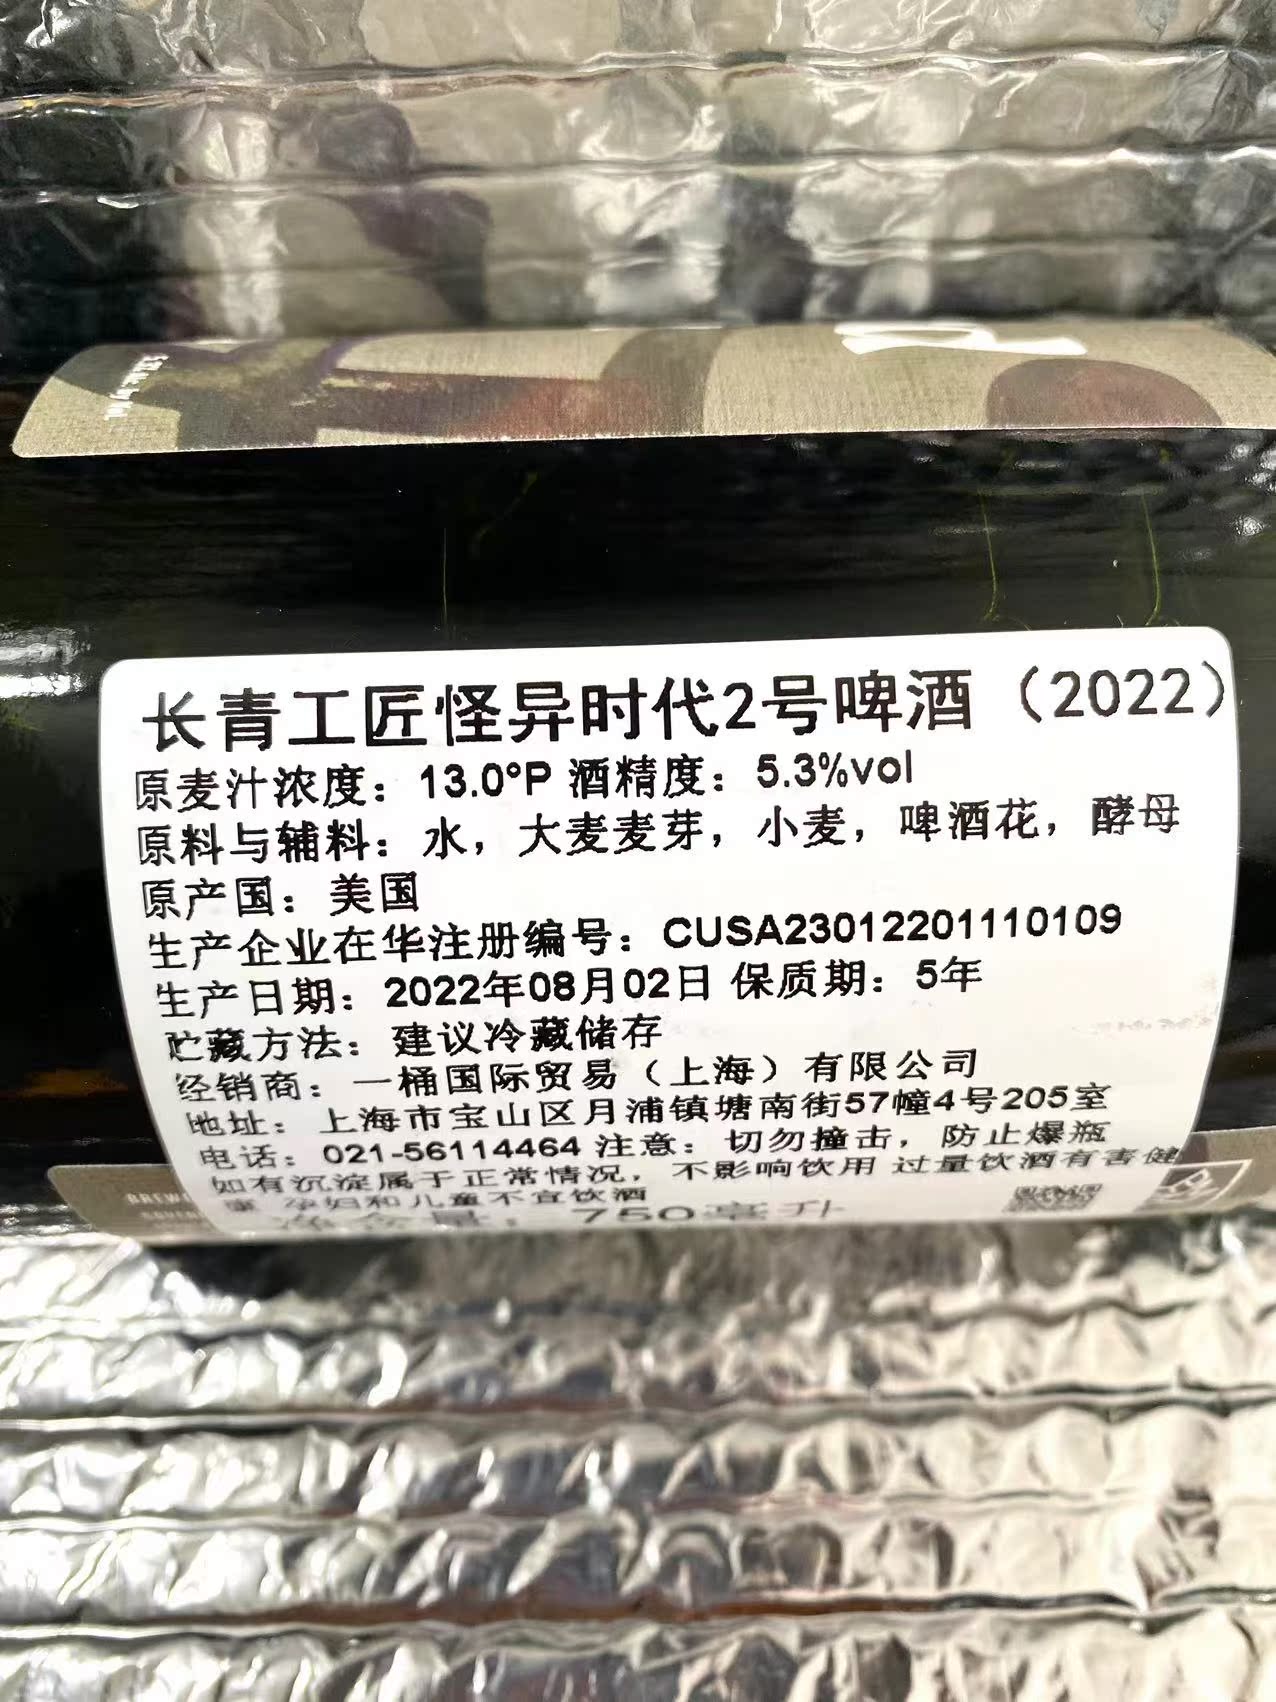 长青工匠怪异时代2号啤酒（2022）
原麦汁浓度：13.0°P 酒精度：5.3%vol
原料与辅料：水，大麦麦芽，小麦，啤酒花，酵母
原产国：美国
生产企业在华注册编号：CUSA23012201110109
生产日期：2022年08月02日 保质期：5年
贮藏方法：建议冷藏储存
经销商：一桶国际贸易（上海）有限公司
地址：上海市宝山区月浦镇塘南街57幢4号205室
电话：021-56114464 注意：切勿撞击，防止爆瓶
如有沉淀属于正常情况，不影响饮用 过量饮酒有害健
康 孕妇和儿童不宜饮酒
净含量：750毫升